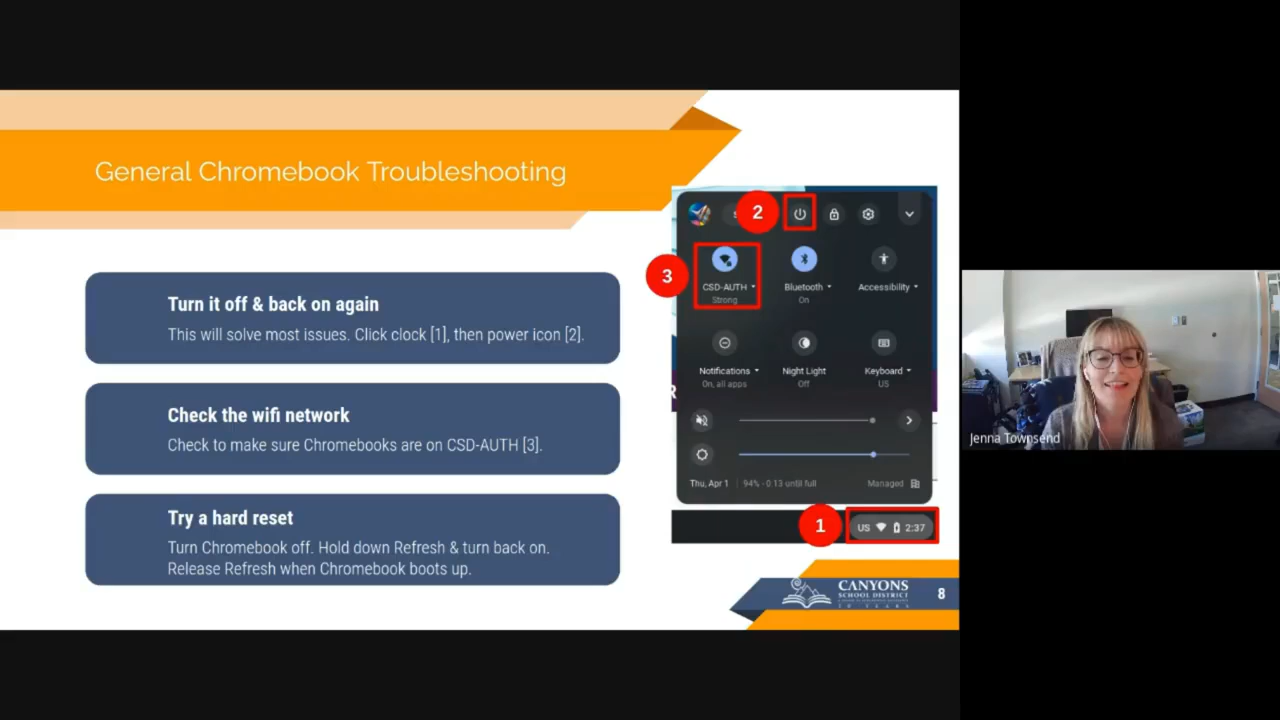 General Chromebook Troubleshooting
Turn it off & back on again
This will solve most issues. Click clock [1], then power icon [2].
Check the wifi network
Check to make sure Chromebooks are on CSD-AUTH [3].
Try a hard reset
Turn Chromebook off. Hold down Refresh & turn back on.
Release Refresh when Chromebook boots up.
2
3
CSD-AUTH
Strong
Bluetooth
On
Accessibility
Notifications
On, all apps
Night Light
Off
Keyboard
US
Thu, Apr 1
94% - 0:13 until full
Managed
1
US
2:37
CANYONS
SCHOOL DISTRICT
8
Jenna Townsend